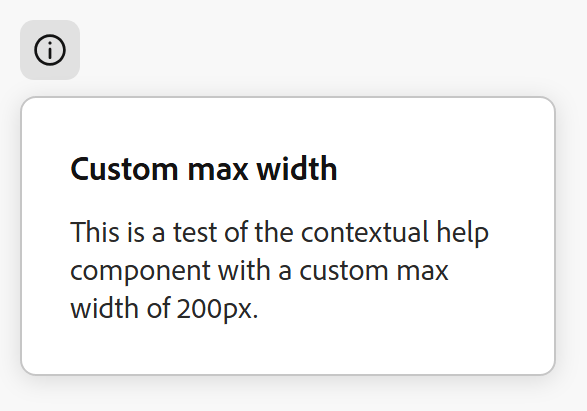 Custom max width
This is a test of the contextual help
component with a custom max
width of 200px.